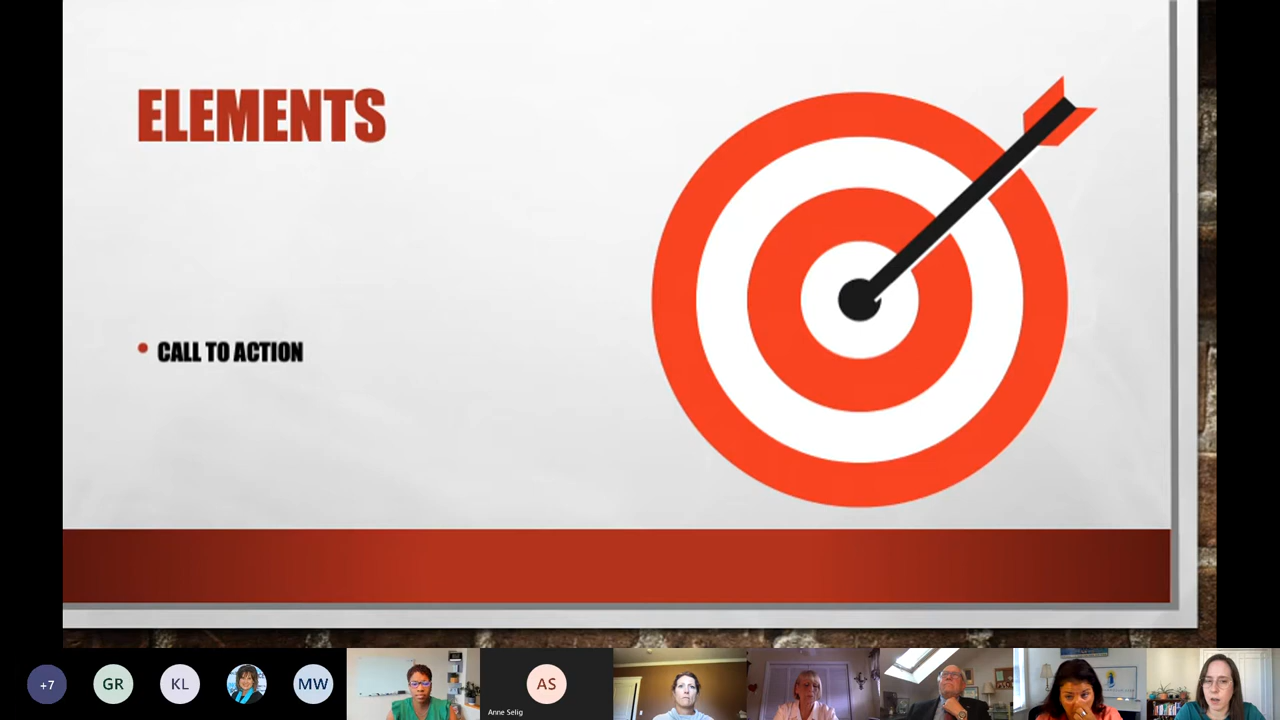 ELEMENTS
• CALL TO ACTION
+7
GR
KL
MW
AS
Anne Selig